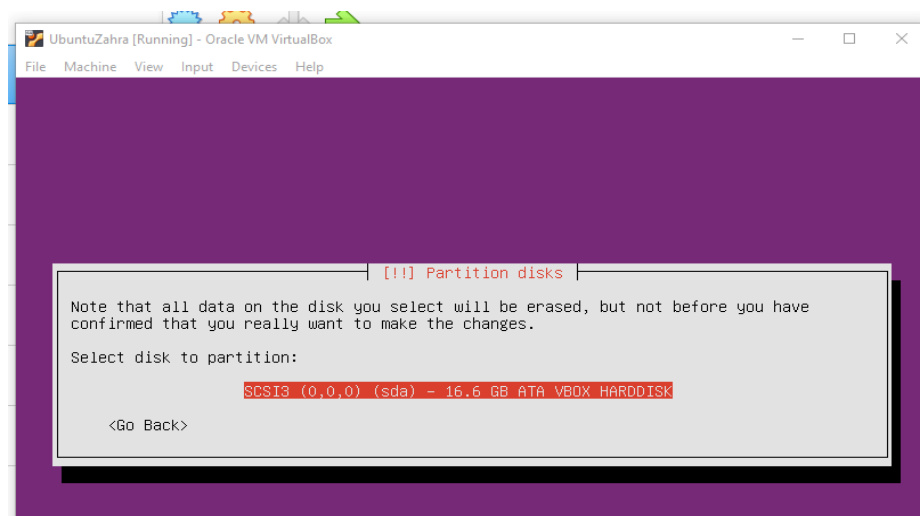 UbuntuZahra [Running] - Oracle VM VirtualBox
File Machine View Input Devices Help
[!!] Partition disks
Note that all data on the disk you select will be erased, but not before you have
confirmed that you really want to make the changes.
Select disk to partition:
SCSI3 (0,0,0) (sda) - 16.6 GB ATA VBOX HARDDISK
<Go Back>